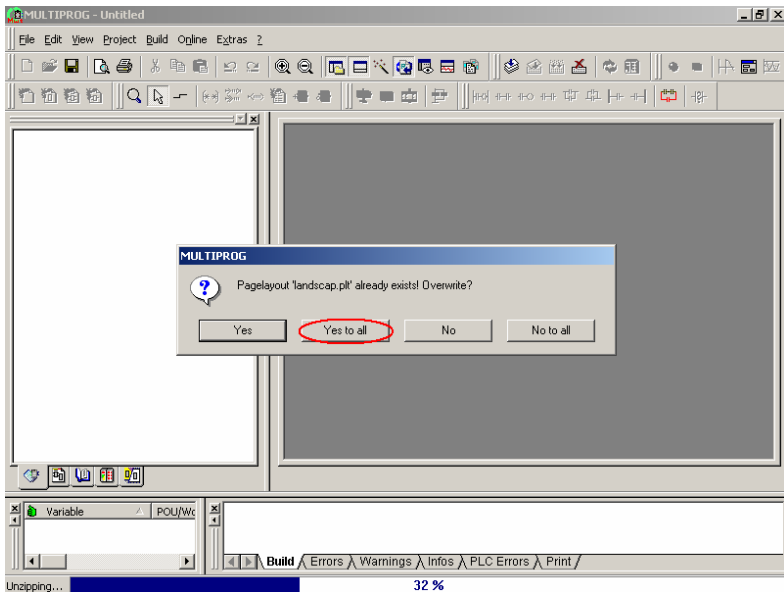 MULTIPROG - Untitled
File Edit View Project Build Online Extras ?
MULTIPROG
Pagelayout 'landscap.plt' already exists! Overwrite?
Yes Yes to all No No to all
Variable POU/Wo
Build Errors Warnings Infos PLC Errors Print
Unzipping... 32 %